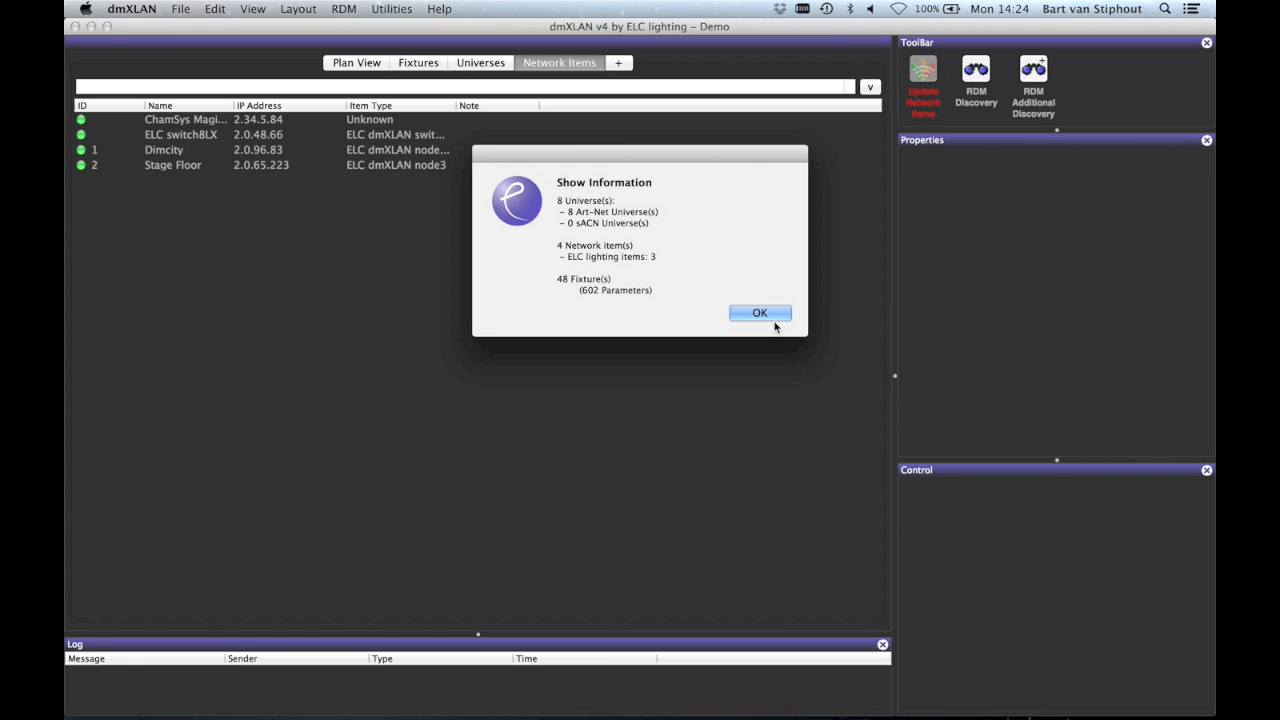 dmXLAN File Edit View Layout RDM Utilities Help 100% Mon 14:24 Bart van Stiphout
dmXLAN v4 by ELC lighting – Demo
Plan View Fixtures Universes Network Items +
v
ID Name IP Address Item Type Note
ChamSys Magi... 2.34.5.84 Unknown
ELC switch8LX 2.0.48.66 ELC dmXLAN swit...
1 Dimcity 2.0.96.83 ELC dmXLAN node...
2 Stage Floor 2.0.65.223 ELC dmXLAN node3
Show Information
8 Universe(s):
– 8 Art-Net Universe(s)
– 0 sACN Universe(s)
4 Network item(s)
– ELC lighting items: 3
48 Fixture(s)
(602 Parameters)
OK
ToolBar
Update
Network
Items
RDM
Discovery
RDM
Additional
Discovery
Properties
Control
Log
Message Sender Type Time